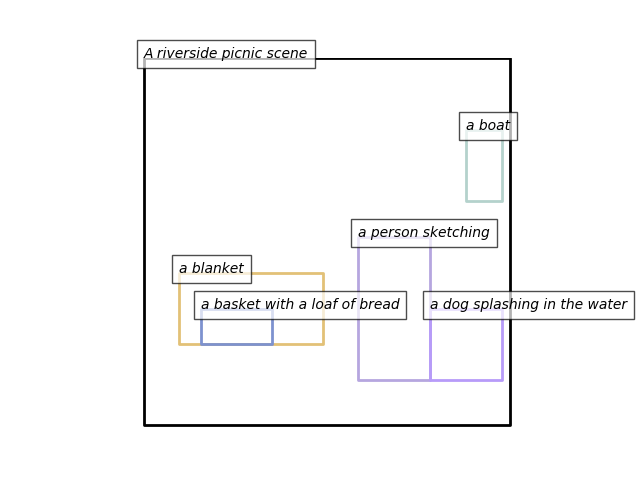 A riverside picnic scene
a boat
a person sketching
a blanket
a basket with a loaf of bread
a dog splashing in the water